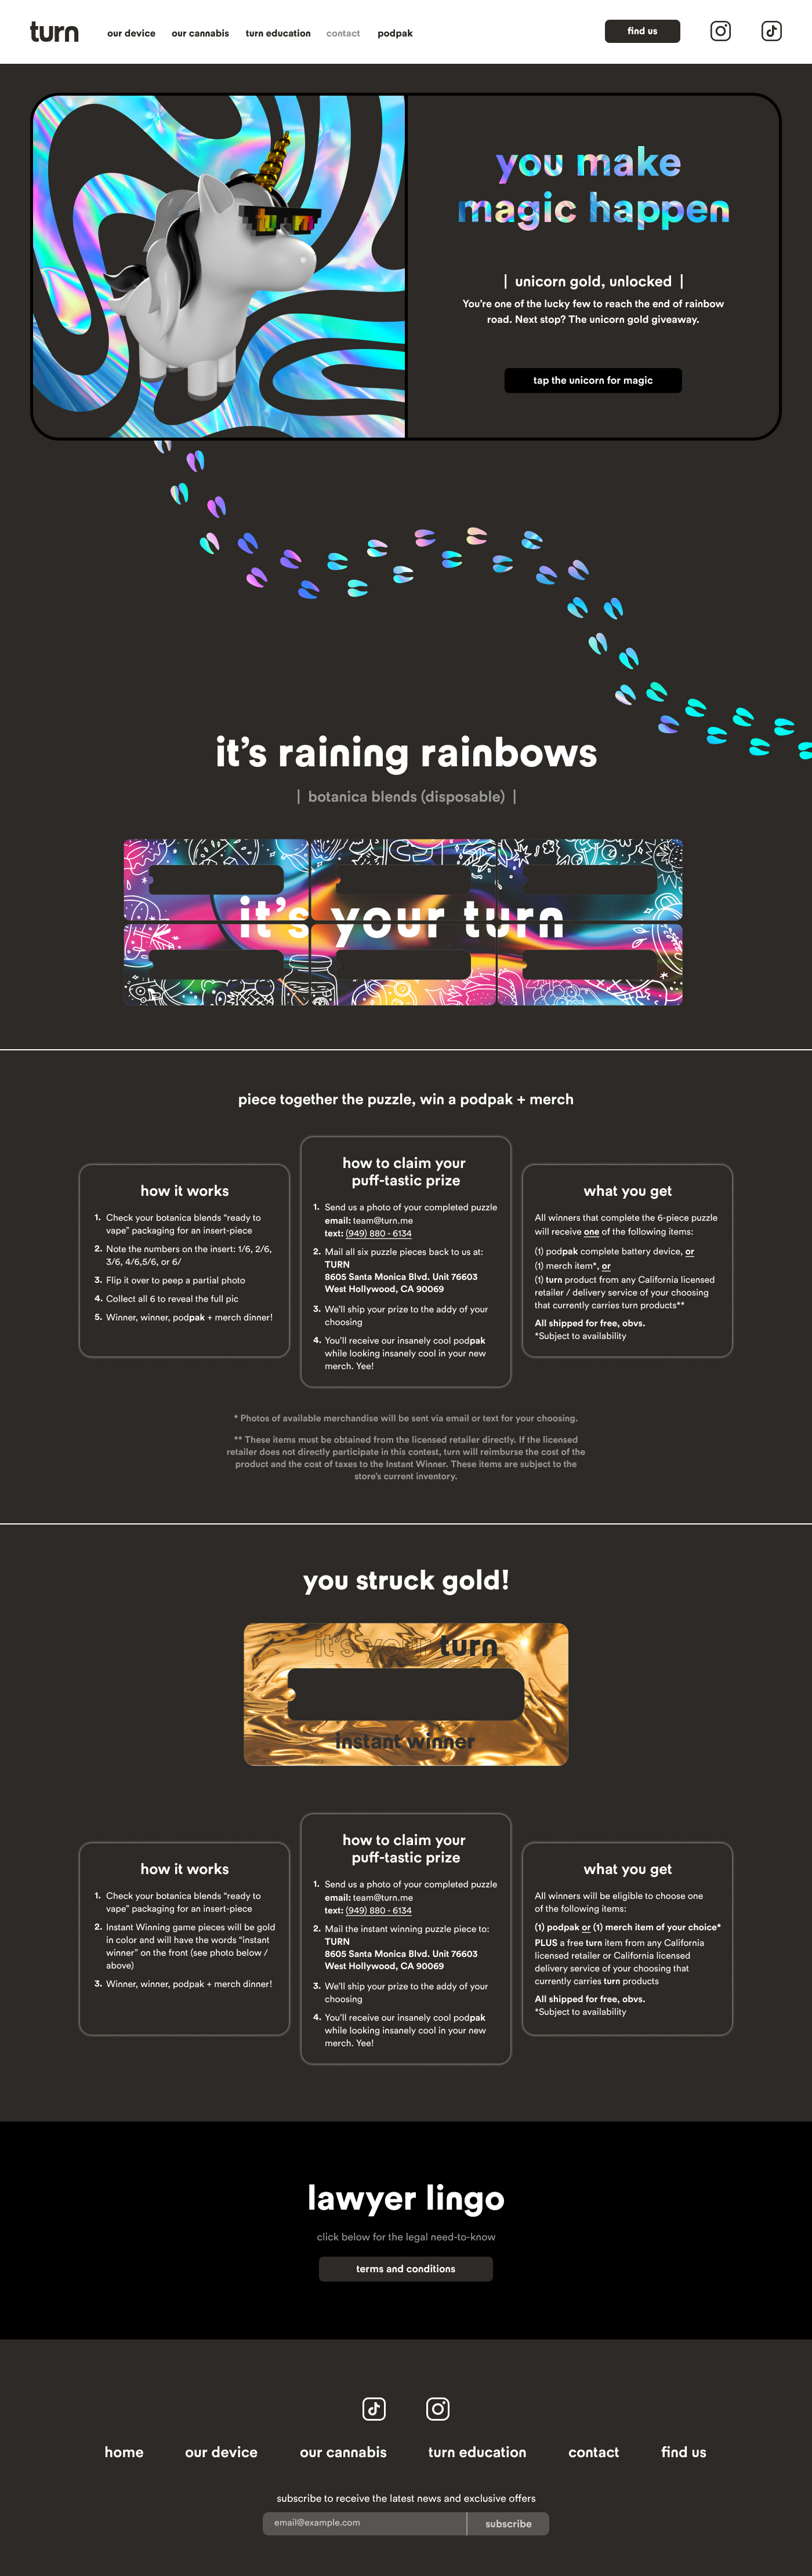 turn
our device
our cannabis
turn education
contact
podpak
find us
you make
magic happen
| unicorn gold, unlocked |
You're one of the lucky few to reach the end of rainbow
road. Next stop? The unicorn gold giveaway.
tap the unicorn for magic
it's raining rainbows
| botanica blends (disposable) |
it's your turn
piece together the puzzle, win a podpak + merch
how it works
1. Check your botanica blends “ready to
vape” packaging for an insert-piece
2. Note the numbers on the insert: 1/6, 2/6,
3/6, 4/6,5/6, or 6/
3. Flip it over to peep a partial photo
4. Collect all 6 to reveal the full pic
5. Winner, winner, podpak + merch dinner!
how to claim your
puff-tastic prize
1. Send us a photo of your completed puzzle
email: team@turn.me
text: (949) 880 - 6134
2. Mail all six puzzle pieces back to us at:
TURN
8605 Santa Monica Blvd. Unit 76603
West Hollywood, CA 90069
3. We'll ship your prize to the addy of your
choosing
4. You'll receive our insanely cool podpak
while looking insanely cool in your new
merch. Yee!
what you get
All winners that complete the 6-piece puzzle
will receive one of the following items:
(1) podpak complete battery device, or
(1) merch item*, or
(1) turn product from any California licensed
retailer / delivery service of your choosing
that currently carries turn products**
All shipped for free, obvs.
*Subject to availability
* Photos of available merchandise will be sent via email or text for your choosing.
** These items must be obtained from the licensed retailer directly. If the licensed
retailer does not directly participate in this contest, turn will reimburse the cost of the
product and the cost of taxes to the Instant Winner. These items are subject to the
store's current inventory.
you struck gold!
it's your turn
instant winner
how it works
1. Check your botanica blends “ready to
vape” packaging for an insert-piece
2. Instant Winning game pieces will be gold
in color and will have the words “instant
winner” on the front (see photo below /
above)
3. Winner, winner, podpak + merch dinner!
how to claim your
puff-tastic prize
1. Send us a photo of your completed puzzle
email: team@turn.me
text: (949) 880 - 6134
2. Mail the instant winning puzzle piece to:
TURN
8605 Santa Monica Blvd. Unit 76603
West Hollywood, CA 90069
3. We'll ship your prize to the addy of your
choosing
4. You'll receive our insanely cool podpak
while looking insanely cool in your new
merch. Yee!
what you get
All winners will be eligible to choose one
of the following items:
(1) podpak or (1) merch item of your choice*
PLUS a free turn item from any California
licensed retailer or California licensed
delivery service of your choosing that
currently carries turn products
All shipped for free, obvs.
*Subject to availability
lawyer lingo
click below for the legal need-to-know
terms and conditions
home
our device
our cannabis
turn education
contact
find us
subscribe to receive the latest news and exclusive offers
email@example.com
subscribe